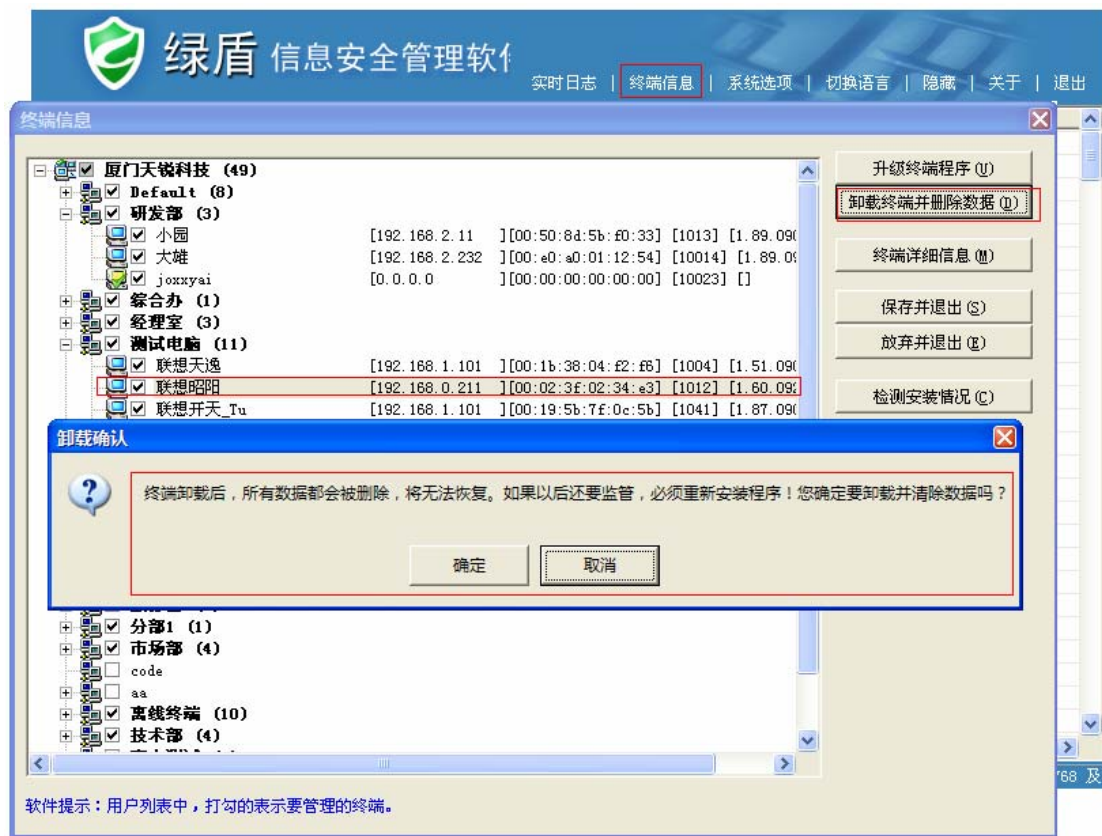 绿盾 信息安全管理软件
实时日志 | 终端信息 | 系统选项 | 切换语言 | 隐藏 | 关于 | 退出
终端信息
厦门天锐科技 (49)
Default (8)
研发部 (3)
小园 [192.168.2.11 ][00:50:8d:5b:f0:33] [1013] [1.89.09(
大雄 [192.168.2.232 ][00:e0:a0:01:12:54] [10014] [1.89.09
joxxyai [0.0.0.0 ][00:00:00:00:00:00] [10023] []
综合办 (1)
经理室 (3)
测试电脑 (11)
联想天逸 [192.168.1.101 ][00:1b:38:04:f2:f6] [1004] [1.51.09(
联想昭阳 [192.168.0.211 ][00:02:3f:02:34:e3] [1012] [1.60.09
联想开天_Tu [192.168.1.101 ][00:19:5b:7f:0c:5b] [1041] [1.87.09(
升级终端程序(U)
卸载终端并删除数据(D)
终端详细信息(M)
保存并退出(S)
放弃并退出(E)
检测安装情况(C)
卸载确认
终端卸载后，所有数据都会被删除，将无法恢复。如果以后还要监管，必须重新安装程序！您确定要卸载并清除数据吗？
确定
取消
分部1 (1)
市场部 (4)
code
aa
离线终端 (10)
技术部 (4)
768 及
软件提示：用户列表中，打勾的表示要管理的终端。